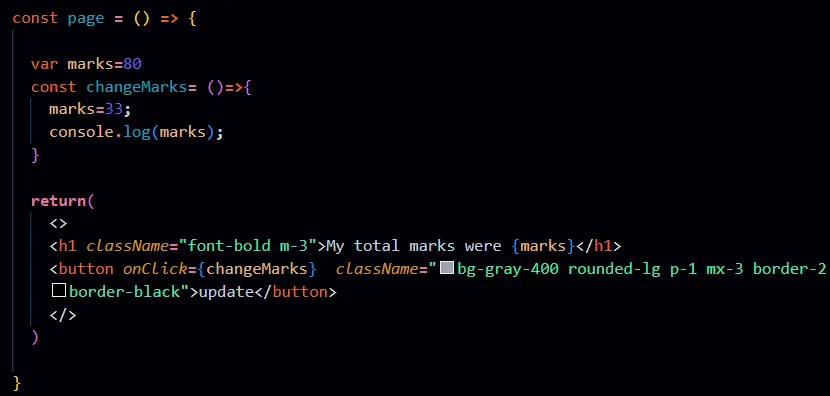 const page = () => {
var marks=80
const changeMarks= ()=>{
marks=33;
console.log(marks);
}
return(
<>
<h1 className="font-bold m-3">My total marks were {marks}</h1>
<button onClick={changeMarks}  className="bg-gray-400 rounded-lg p-1 mx-3 border-2
border-black">update</button>
</>
)
}